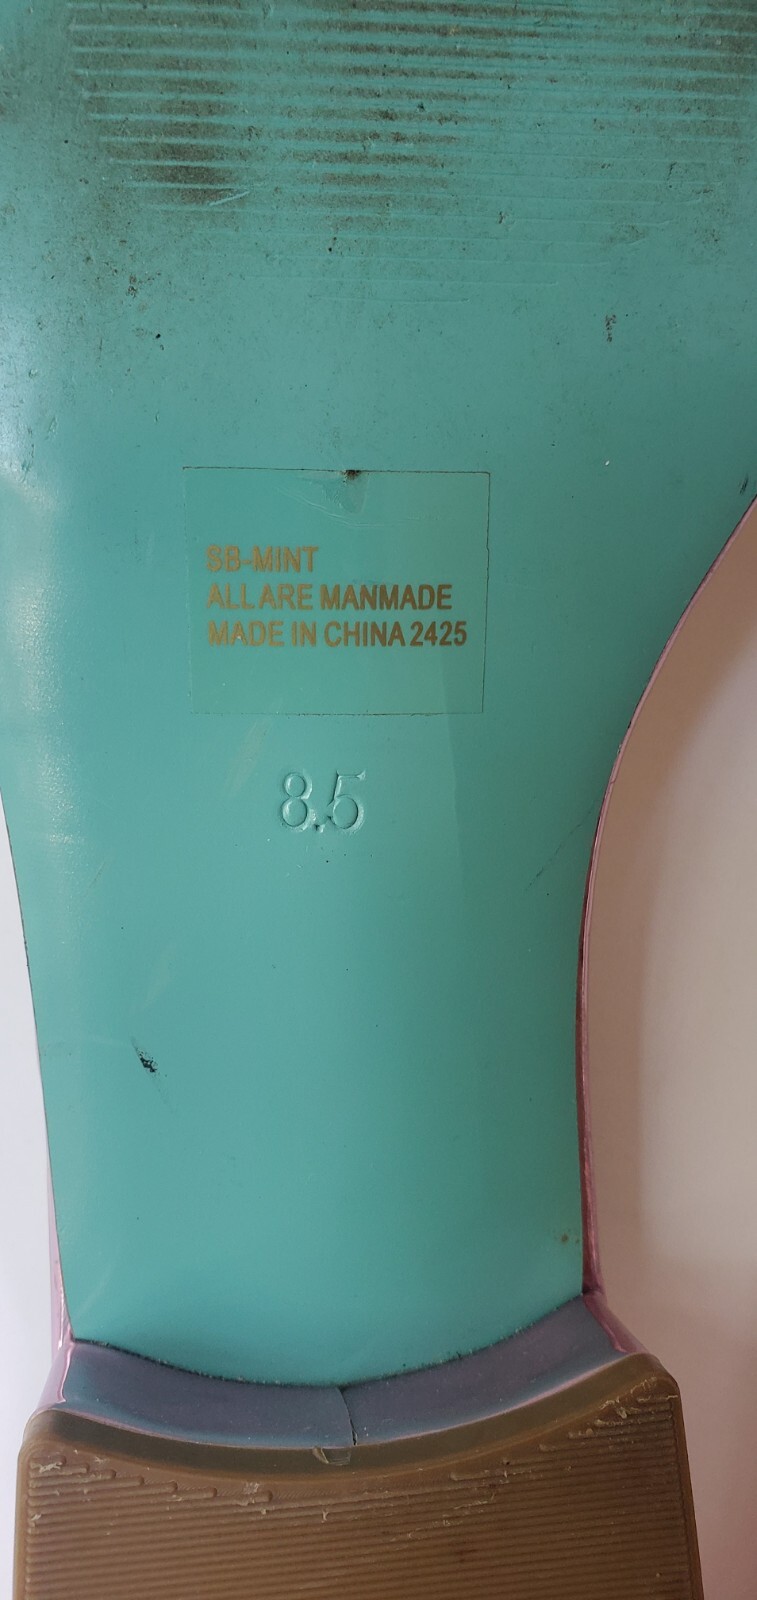 SB-MINT
ALL ARE MANMADE
MADE IN CHINA 2425
8.5